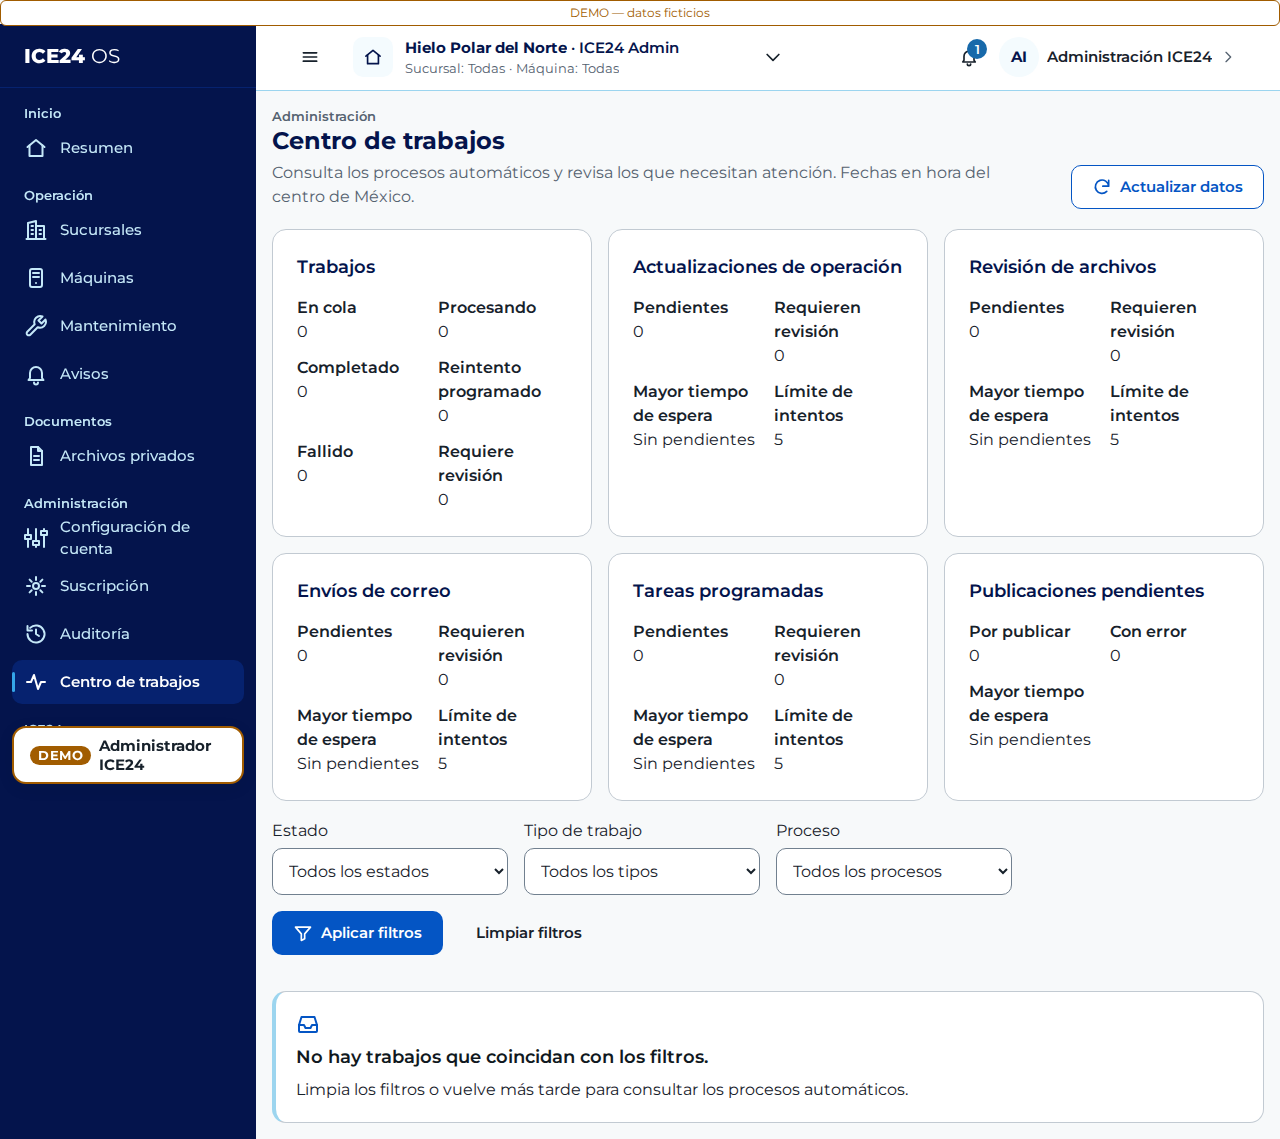 DEMO — datos ficticios
ICE24 OS
Inicio
Resumen
Operación
Sucursales
Máquinas
Mantenimiento
Avisos
Documentos
Archivos privados
Administración
Configuración de
cuenta
Suscripción
Auditoría
Centro de trabajos
DEMO
Administrador
ICE24
Hielo Polar del Norte · ICE24 Admin
Sucursal: Todas · Máquina: Todas
1
AI
Administración ICE24
Administración
Centro de trabajos
Consulta los procesos automáticos y revisa los que necesitan atención. Fechas en hora del
centro de México.
Actualizar datos
Trabajos
En cola
0
Procesando
0
Completado
0
Reintento
programado
0
Fallido
0
Requiere
revisión
0
Actualizaciones de operación
Pendientes
0
Requieren
revisión
0
Mayor tiempo
de espera
Sin pendientes
Límite de
intentos
5
Revisión de archivos
Pendientes
0
Requieren
revisión
0
Mayor tiempo
de espera
Sin pendientes
Límite de
intentos
5
Envíos de correo
Pendientes
0
Requieren
revisión
0
Mayor tiempo
de espera
Sin pendientes
Límite de
intentos
5
Tareas programadas
Pendientes
0
Requieren
revisión
0
Mayor tiempo
de espera
Sin pendientes
Límite de
intentos
5
Publicaciones pendientes
Por publicar
0
Con error
0
Mayor tiempo
de espera
Sin pendientes
Estado
Todos los estados
Tipo de trabajo
Todos los tipos
Proceso
Todos los procesos
Aplicar filtros
Limpiar filtros
No hay trabajos que coincidan con los filtros.
Limpia los filtros o vuelve más tarde para consultar los procesos automáticos.